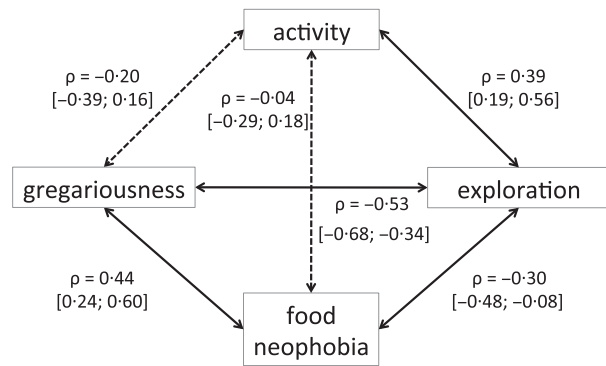 activity
ρ = −0·20
[−0·39; 0·16]
ρ = −0·04
[−0·29; 0·18]
ρ = 0·39
[0·19; 0·56]
gregariousness
exploration
ρ = −0·53
[−0·68; −0·34]
ρ = 0·44
[0·24; 0·60]
ρ = −0·30
[−0·48; −0·08]
food
neophobia